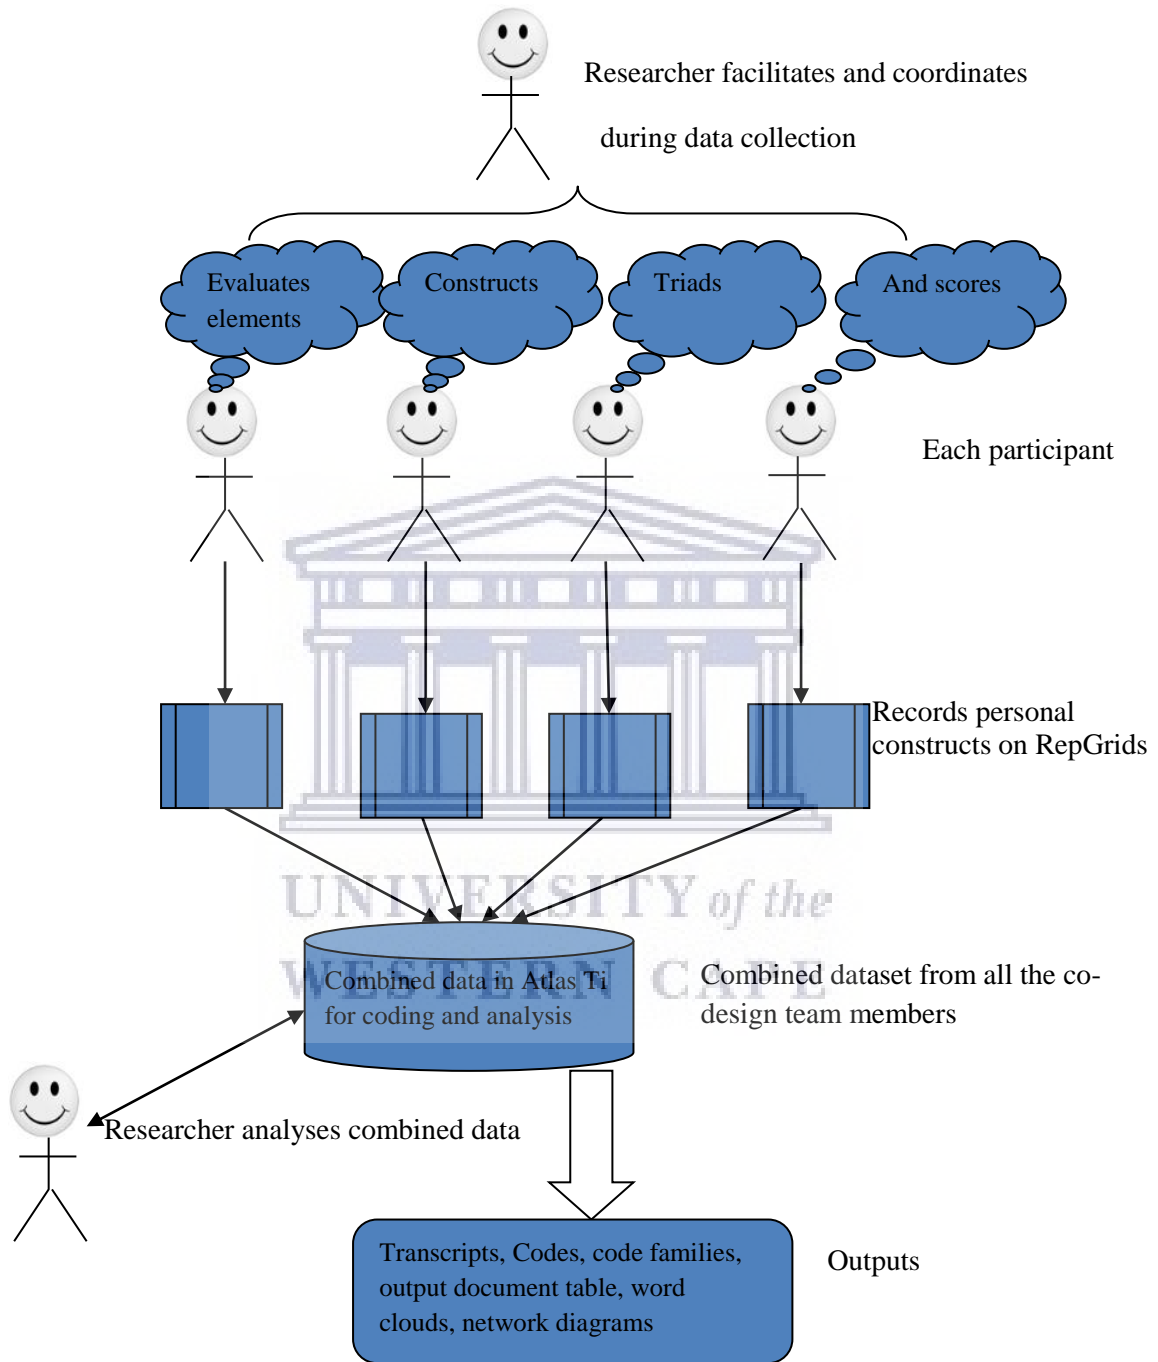 Researcher facilitates and coordinates
during data collection
Evaluates
elements
Constructs
Triads
And scores
Each participant
Records personal
constructs on RepGrids
UNIVERSITY of the
WESTERN CAPE
Combined data in Atlas Ti
for coding and analysis
Combined dataset from all the co-
design team members
Researcher analyses combined data
Transcripts, Codes, code families,
output document table, word
clouds, network diagrams
Outputs